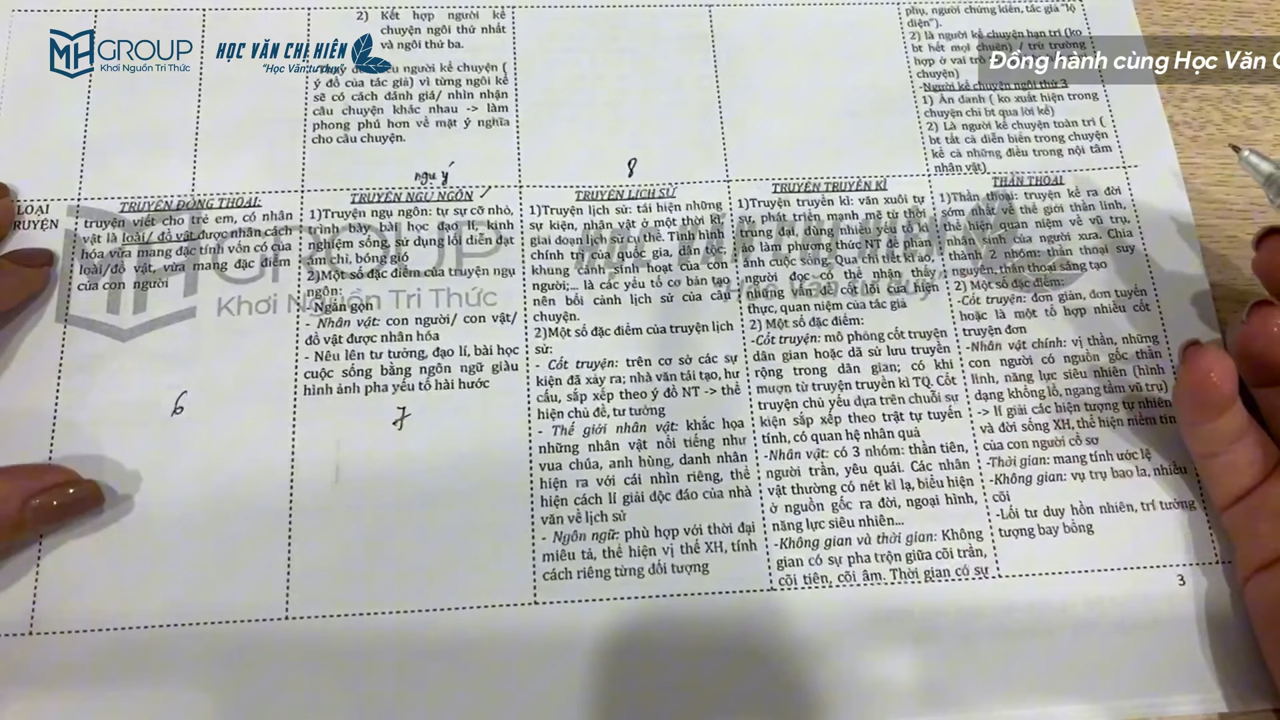 MH GROUP
Khơi Nguồn Tri Thức
HỌC VĂN CHỊ HIÊN
"Học Văn tư duy"
Đồng hành cùng Học Văn C
2) Kết hợp người kể
chuyện ngôi thứ nhất
và ngôi thứ ba.
người kể chuyện (
ý đồ của tác giả) vì từng ngôi kể
sẽ có cách đánh giá/ nhìn nhận
câu chuyện khác nhau -> làm
phong phú hơn về mặt ý nghĩa
cho câu chuyện.
phụ, người chứng kiến, tác giả "lộ
diện").
2) là người kể chuyện hạn tri (ko
bt hết mọi chuện) / trừ trường
hợp ở vai trò
chuyện)
-Người kể chuyện ngôi thứ 3
1) Ẩn danh ( ko xuất hiện trong
chuyện chỉ bt qua lời kể)
2) Là người kể chuyện toàn tri (
bt tất cả diễn biến trong chuyện
kể cả những điều trong nội tâm
nhân vật)
ngụ ý
8
LOẠI
RUYỆN
TRUYỆN ĐỒNG THOẠI:
truyện viết cho trẻ em, có nhân
vật là loài/ đồ vật được nhân cách
hóa vừa mang đặc tính vốn có của
loài/đồ vật, vừa mang đặc điểm
của con người
6
TRUYỆN NGỤ NGÔN
1)Truyện ngụ ngôn: tự sự cỡ nhỏ,
trình bày bài học đạo lí, kinh
nghiệm sống, sử dụng lối diễn đạt
ám chỉ, bóng gió
2)Một số đặc điểm của truyện ngụ
ngôn:
- Ngắn gọn
- Nhân vật: con người/ con vật/
đồ vật được nhân hóa
- Nêu lên tư tưởng, đạo lí, bài học
cuộc sống bằng ngôn ngữ giàu
hình ảnh pha yếu tố hài hước
7
TRUYỆN LỊCH SỬ
1)Truyện lịch sử: tái hiện những
sự kiện, nhân vật ở một thời kì,
giai đoạn lịch sử cụ thể. Tình hình
chính trị của quốc gia, dân tộc,
khung cảnh sinh hoạt của con
người;... là các yếu tố cơ bản tạo
nên bối cảnh lịch sử của câu
chuyện.
2)Một số đặc điểm của truyện lịch
sử:
- Cốt truyện: trên cơ sở các sự
kiện đã xảy ra; nhà văn tái tạo, hư
cấu, sắp xếp theo ý đồ NT -> thể
hiện chủ đề, tư tưởng
- Thế giới nhân vật: khắc họa
những nhân vật nổi tiếng như
vua chúa, anh hùng, danh nhân
hiện ra với cái nhìn riêng, thể
hiện cách lí giải độc đáo của nhà
văn về lịch sử
- Ngôn ngữ: phù hợp với thời đại
miêu tả, thể hiện vị thế XH, tính
cách riêng từng đối tượng
TRUYỆN TRUYỀN KÌ
1)Truyện truyền kì: văn xuôi tự
sự, phát triển mạnh mẽ từ thời
trung đại, dùng nhiều yếu tố kì
ảo làm phương thức NT để phản
ánh cuộc sống. Qua chi tiết kì ảo,
người đọc có thể nhận thấy
những vấn đề cốt lõi của hiện
thực, quan niệm của tác giả
2) Một số đặc điểm:
-Cốt truyện: mô phỏng cốt truyện
dân gian hoặc dã sử lưu truyền
rộng trong dân gian; có khi
mượn từ truyện truyền kì TQ. Cốt
truyện chủ yếu dựa trên chuỗi sự
kiện sắp xếp theo trật tự tuyến
tính, có quan hệ nhân quả
-Nhân vật: có 3 nhóm: thần tiên,
người trần, yêu quái. Các nhân
vật thường có nét kì lạ, biểu hiện
ở nguồn gốc ra đời, ngoại hình,
năng lực siêu nhiên...
-Không gian và thời gian: Không
gian có sự pha trộn giữa cõi trần,
cõi tiên, cõi âm. Thời gian có sự
THẦN THOẠI
1)Thần thoại: truyện kể ra đời
sớm nhất về thế giới thần linh,
thể hiện quan niệm về vũ trụ,
nhân sinh của người xưa. Chia
thành 2 nhóm: thần thoại suy
nguyên, thần thoại sáng tạo
2) Một số đặc điểm:
-Cốt truyện: đơn giản, đơn tuyến
hoặc là một tổ hợp nhiều cốt
truyện đơn
-Nhân vật chính: vị thần, những
con người có nguồn gốc thần
linh, năng lực siêu nhiên (hình
dạng khổng lồ, ngang tầm vũ trụ)
-> lí giải các hiện tượng tự nhiên
và đời sống XH, thể hiện niềm tin
của con người cổ sơ
-Thời gian: mang tính ước lệ
-Không gian: vụ trụ bao la, nhiều
cõi
-Lối tư duy hồn nhiên, trí tưởng
tượng bay bổng
3